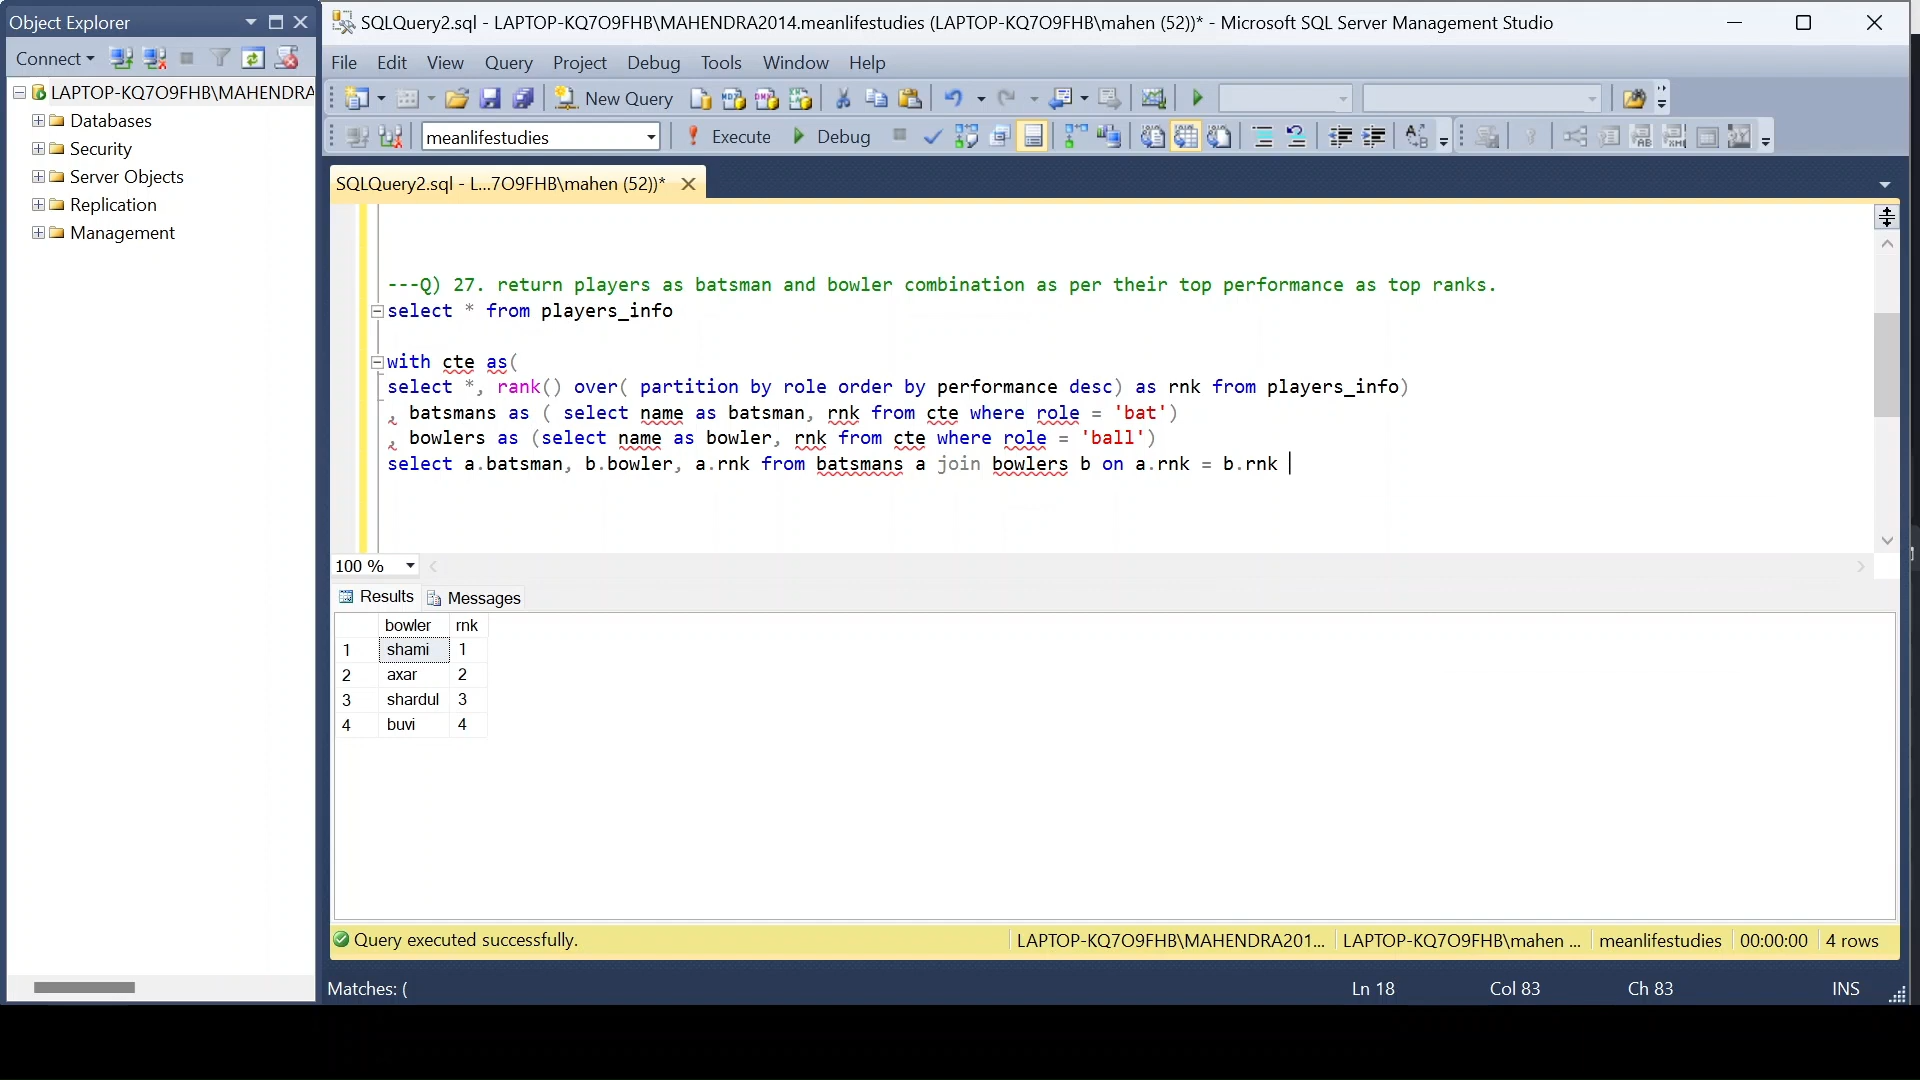 Object Explorer
SQLQuery2.sql - LAPTOP-KQ7O9FHB\MAHENDRA2014.meanlifestudies (LAPTOP-KQ7O9FHB\mahen (52))* - Microsoft SQL Server Management Studio
Connect
File Edit View Query Project Debug Tools Window Help
LAPTOP-KQ7O9FHB\MAHENDRA
Databases
Security
Server Objects
Replication
Management
New Query
meanlifestudies
Execute
Debug
SQLQuery2.sql - L...7O9FHB\mahen (52))*
---Q) 27. return players as batsman and bowler combination as per their top performance as top ranks.
select * from players_info
with cte as(
select *, rank() over( partition by role order by performance desc) as rnk from players_info)
, batsmans as ( select name as batsman, rnk from cte where role = 'bat')
, bowlers as (select name as bowler, rnk from cte where role = 'ball')
select a.batsman, b.bowler, a.rnk from batsmans a join bowlers b on a.rnk = b.rnk
100 %
Results Messages
bowler rnk
1 shami 1
2 axar 2
3 shardul 3
4 buvi 4
Query executed successfully.
LAPTOP-KQ7O9FHB\MAHENDRA201...
LAPTOP-KQ7O9FHB\mahen ...
meanlifestudies
00:00:00
4 rows
Matches: (
Ln 18 Col 83 Ch 83 INS